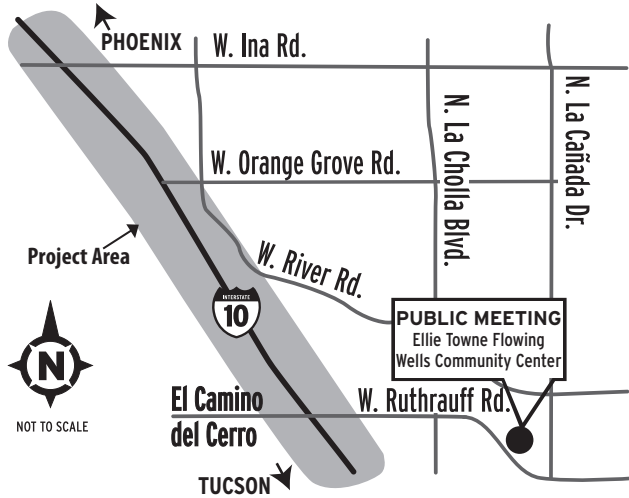 PHOENIX
W. Ina Rd.
N. La Cholla Blvd.
N. La Cañada Dr.
W. Orange Grove Rd.
Project Area
W. River Rd.
INTERSTATE
10
PUBLIC MEETING
Ellie Towne Flowing
Wells Community Center
N
NOT TO SCALE
El Camino
del Cerro
W. Ruthrauff Rd.
TUCSON